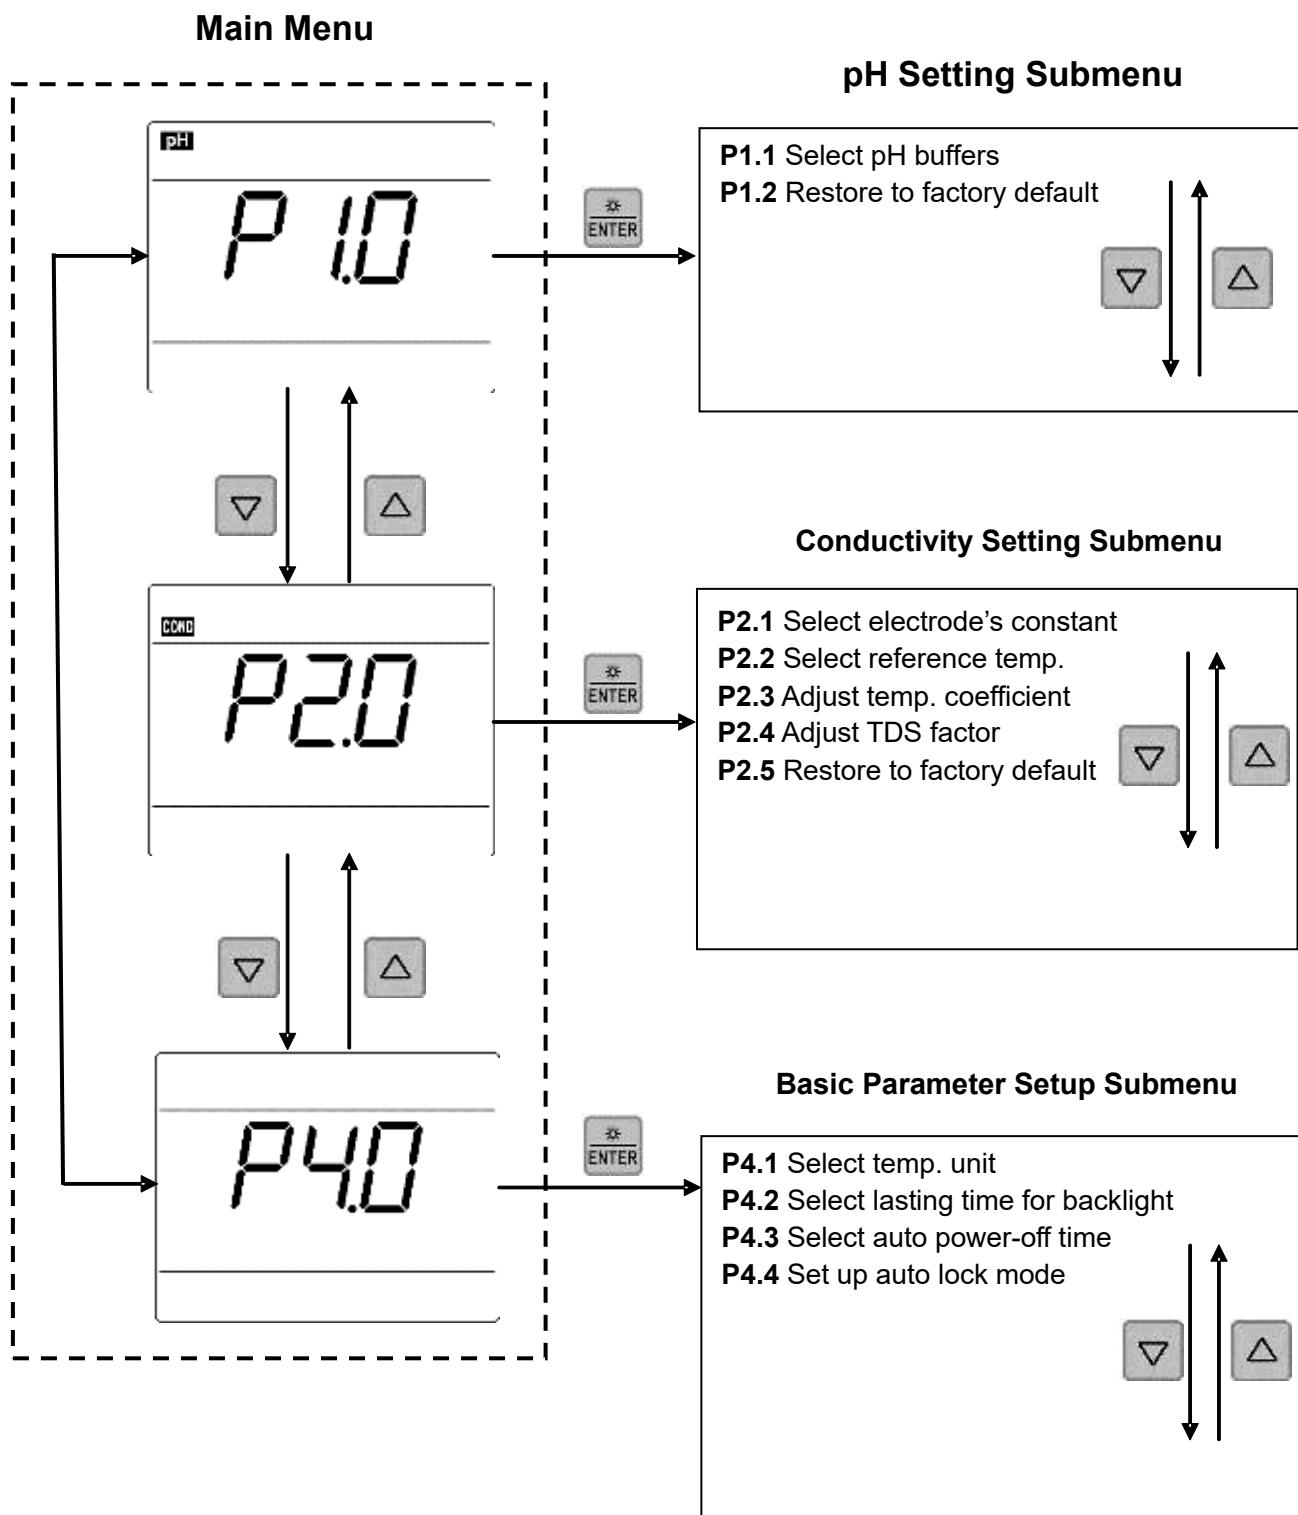 Main Menu
pH Setting Submenu
pH
P1.0
ENTER
P1.1 Select pH buffers
P1.2 Restore to factory default
Conductivity Setting Submenu
COND
P2.0
ENTER
P2.1 Select electrode’s constant
P2.2 Select reference temp.
P2.3 Adjust temp. coefficient
P2.4 Adjust TDS factor
P2.5 Restore to factory default
Basic Parameter Setup Submenu
P4.0
ENTER
P4.1 Select temp. unit
P4.2 Select lasting time for backlight
P4.3 Select auto power-off time
P4.4 Set up auto lock mode